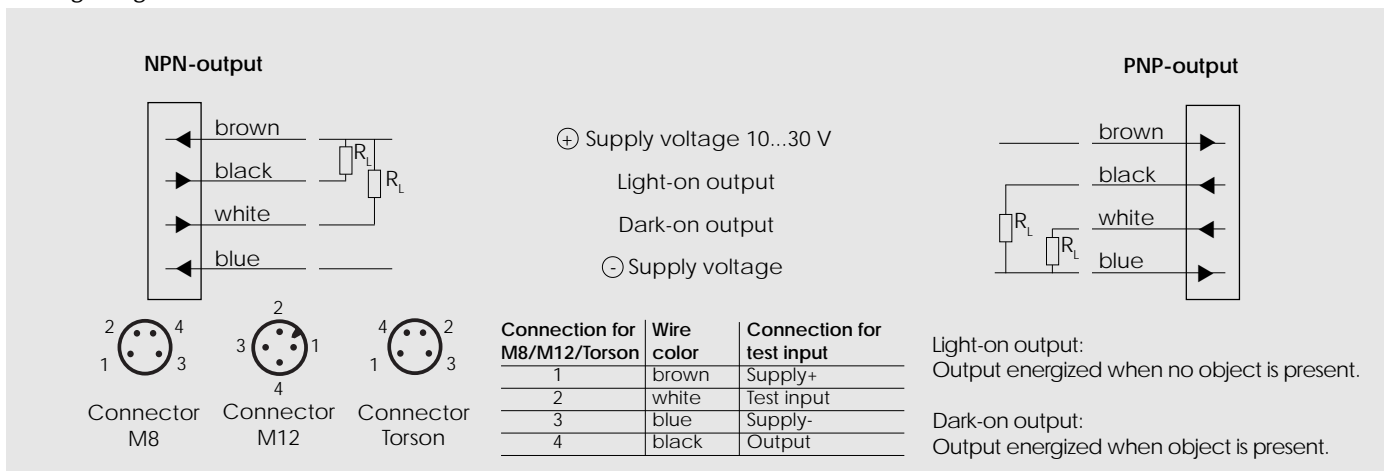 NPN-output
PNP-output
brown
black
white
blue
R_L
R_L
⊕ Supply voltage 10...30 V
Light-on output
Dark-on output
⊖ Supply voltage
brown
black
white
blue
R_L
R_L
2 4
1 3
Connector
M8
2
3 1
4
Connector
M12
4 2
1 3
Connector
Torson
Connection for M8/M12/Torson | Wire color | Connection for test input
1 | brown | Supply+
2 | white | Test input
3 | blue | Supply-
4 | black | Output
Light-on output:
Output energized when no object is present.
Dark-on output:
Output energized when object is present.